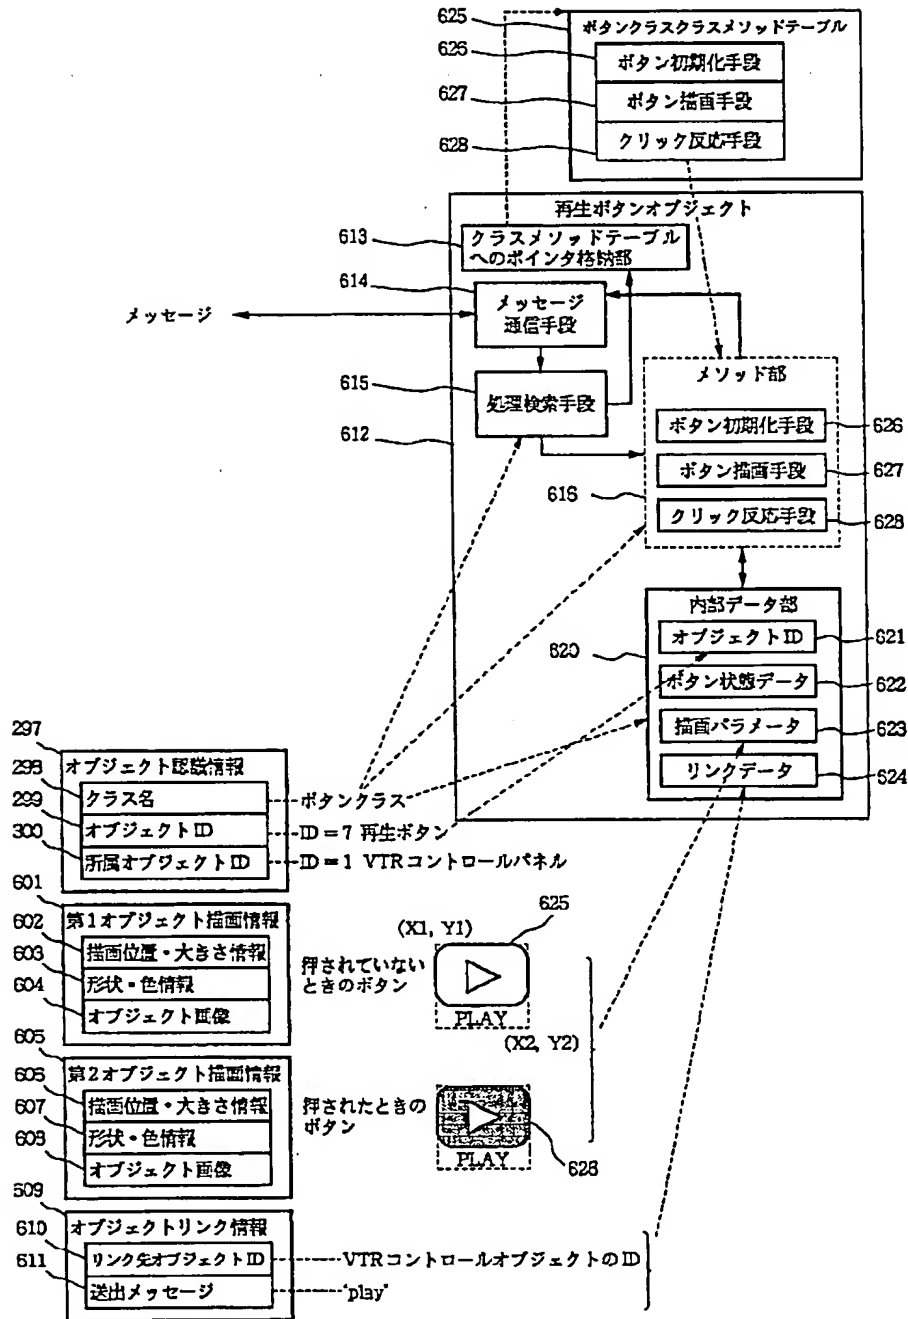 625
ボタンクラスクラスメソッドテーブル
626
ボタン初期化手段
627
ボタン描画手段
628
クリック反応手段
再生ボタンオブジェクト
613
クラスメソッドテーブル
へのポインタ格納部
614
メッセージ
メッセージ
通信手段
615
処理検索手段
612
メソッド部
ボタン初期化手段
626
ボタン描画手段
627
616
クリック反応手段
628
内部データ部
620
オブジェクトID
621
ボタン状態データ
622
描画パラメータ
623
リンクデータ
624
297
オブジェクト認識情報
298
クラス名
ボタンクラス
299
オブジェクトID
ID=7 再生ボタン
300
所属オブジェクトID
ID=1 VTRコントロールパネル
601
第1オブジェクト描画情報
602
描画位置・大きさ情報
603
形状・色情報
604
オブジェクト画像
押されていない
ときのボタン
(X1, Y1)
625
PLAY
(X2, Y2)
605
第2オブジェクト描画情報
606
描画位置・大きさ情報
607
形状・色情報
608
オブジェクト画像
押されたときの
ボタン
PLAY
626
609
オブジェクトリンク情報
610
リンク先オブジェクトID
VTRコントロールオブジェクトのID
611
送出メッセージ
'play'